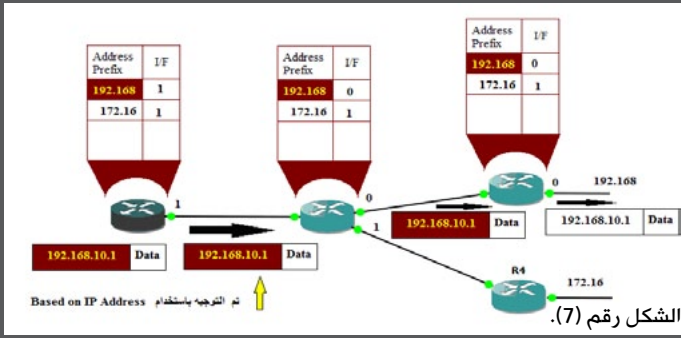 Address Prefix I/F
192.168 1
172.16 1
Address Prefix I/F
192.168 0
172.16 1
Address Prefix I/F
192.168 0
172.16 1
1
0
1
0
192.168
192.168.10.1 Data
192.168.10.1 Data
192.168.10.1 Data
192.168.10.1 Data
R4
172.16
Based on IP Address تم التوجيه باستخدام
الشكل رقم (7).